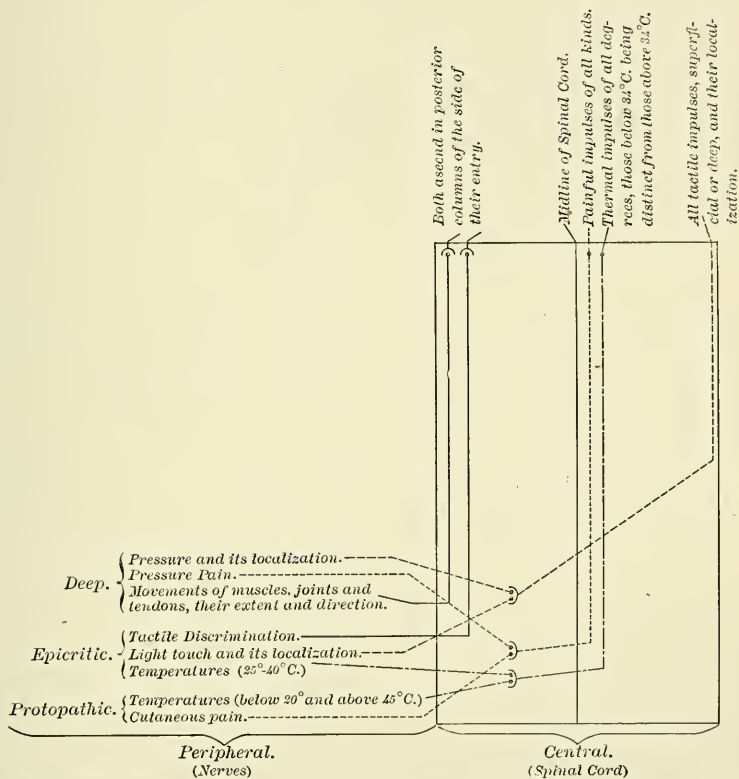 Both ascend in posterior
columns of the side of
their entry.
Midline of Spinal Cord.
Painful impulses of all kinds.
Thermal impulses of all deg-
rees, those below 34°C. being
distinct from those above 34°C.
All tactile impulses, superfi-
cial or deep, and their local-
ization.
Deep.
Pressure and its localization.
Pressure Pain.
Movements of muscles, joints and
tendons, their extent and direction.
Epicritic.
Tactile Discrimination.
Light touch and its localization.
Temperatures (25°-40°C.)
Protopathic.
Temperatures (below 20° and above 45°C.)
Cutaneous pain.
Peripheral.
(Nerves)
Central.
(Spinal Cord)